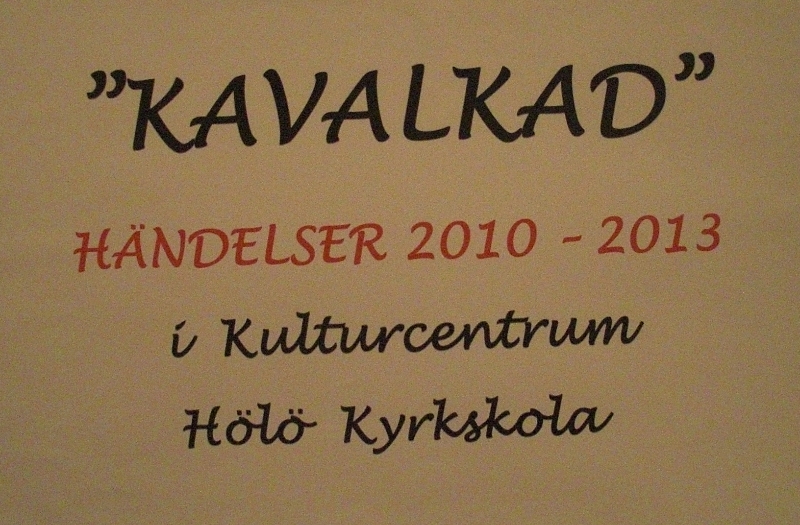 ”KAVALKAD”
HÄNDELSER 2010 - 2013
i Kulturcentrum
Hölö Kyrkskola